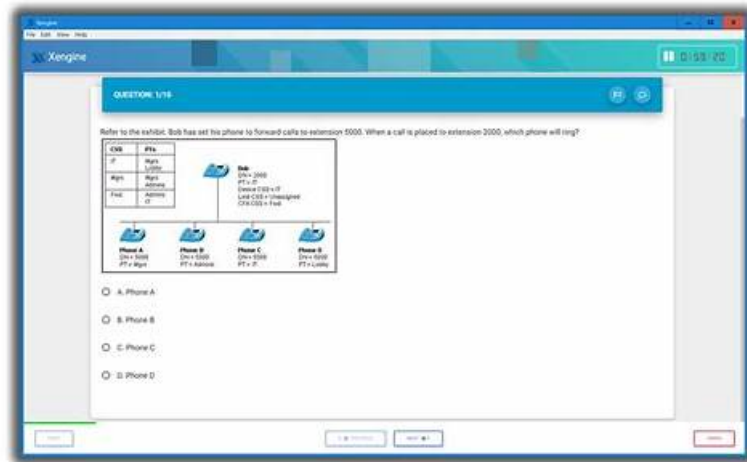 Xengine
File Edit View Help
Xengine
QUESTION: 1/15
Refer to the exhibit. Bob has set his phone to forward calls to extension 5000. When a call is placed to extension 2000, which phone will ring?
CSS PTs
IT Mgrs
Lobby
Mgrs Mgrs
Admins
Fwd Admins
IT
Bob
DN = 2000
PT = IT
Device CSS = IT
Line CSS = Unassigned
CFA CSS = Fwd
Phone A
DN = 5000
PT = Mgrs
Phone B
DN = 5000
PT = Admins
Phone C
DN = 5000
PT = IT
Phone D
DN = 5000
PT = Lobby
A. Phone A
B. Phone B
C. Phone C
D. Phone D
NEXT